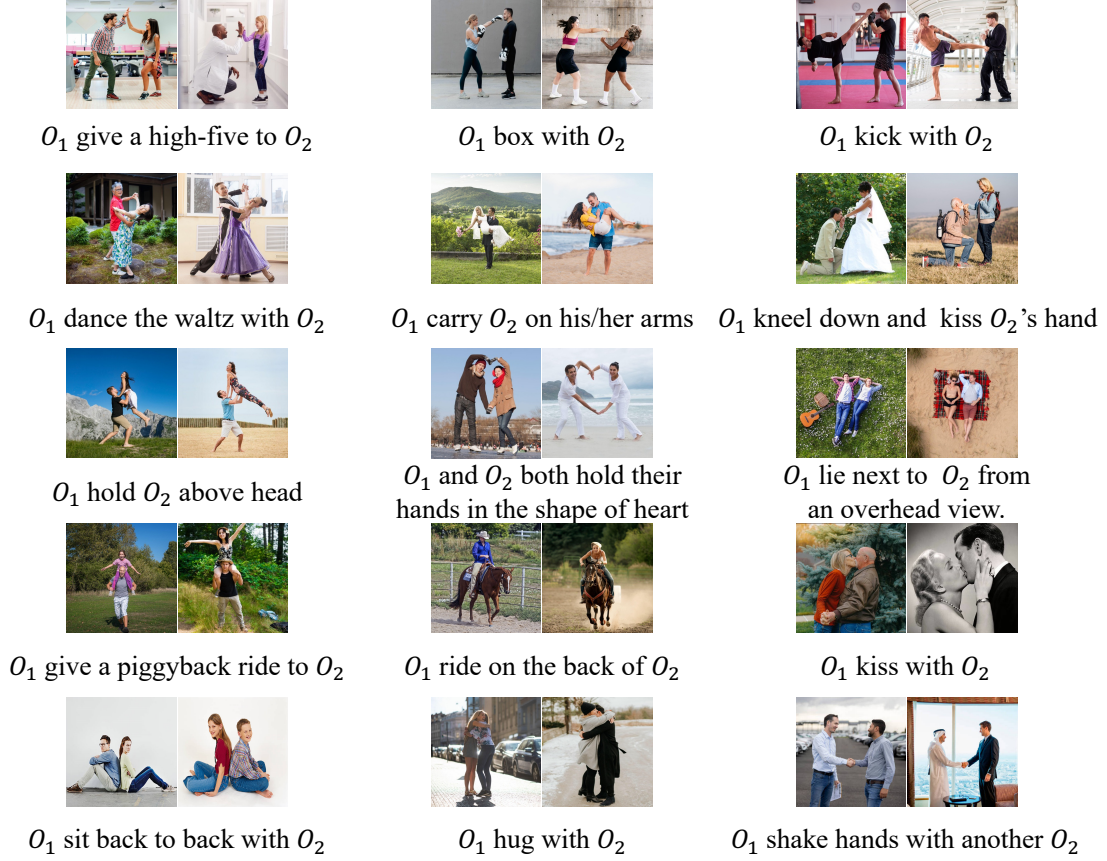 O₁ give a high-five to O₂
O₁ box with O₂
O₁ kick with O₂
O₁ dance the waltz with O₂
O₁ carry O₂ on his/her arms
O₁ kneel down and kiss O₂'s hand
O₁ hold O₂ above head
O₁ and O₂ both hold their
hands in the shape of heart
O₁ lie next to O₂ from
an overhead view.
O₁ give a piggyback ride to O₂
O₁ ride on the back of O₂
O₁ kiss with O₂
O₁ sit back to back with O₂
O₁ hug with O₂
O₁ shake hands with another O₂